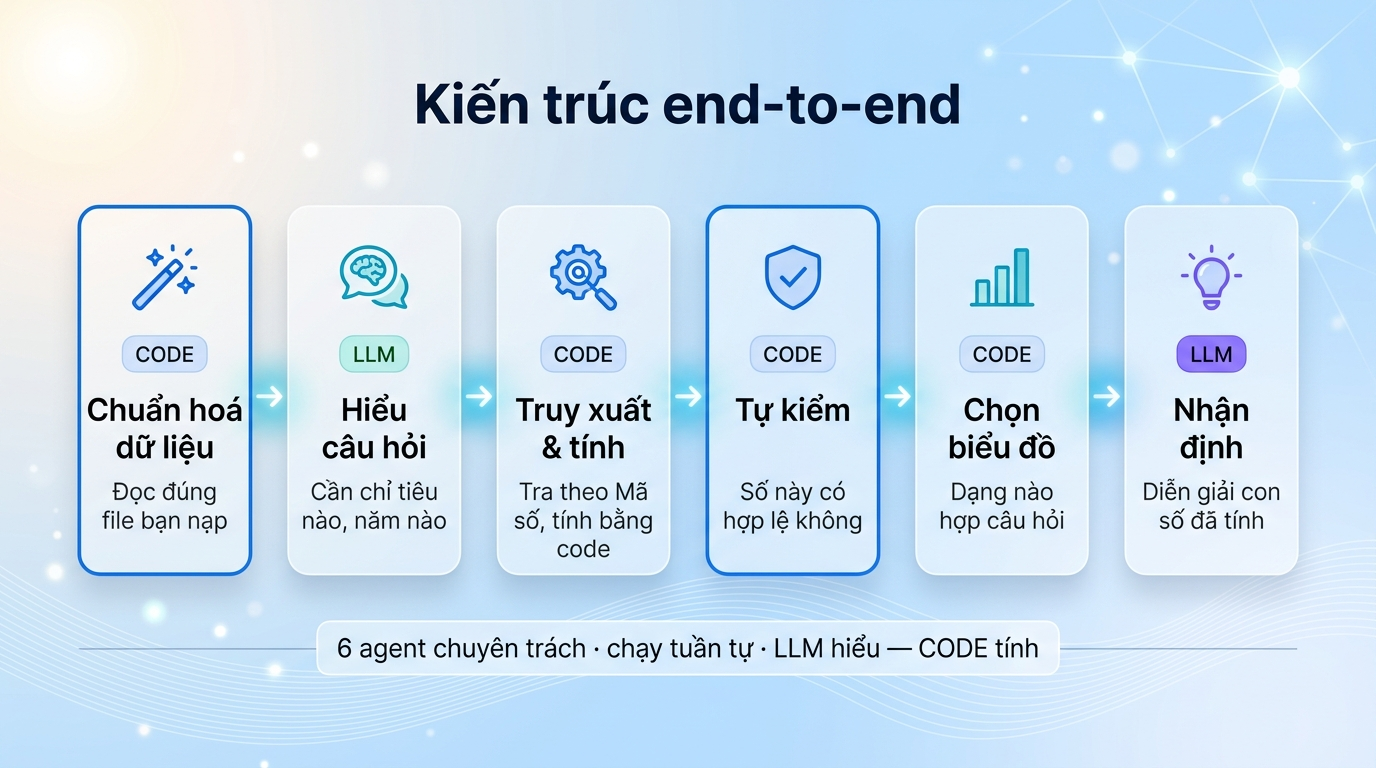 Kiến trúc end-to-end
CODE
Chuẩn hoá
dữ liệu
Đọc đúng
file bạn nạp
LLM
Hiểu
câu hỏi
Cần chỉ tiêu
nào, năm nào
CODE
Truy xuất
& tính
Tra theo Mã
số, tính bằng
code
CODE
Tự kiểm
Số này có
hợp lệ không
CODE
Chọn
biểu đồ
Dạng nào
hợp câu hỏi
LLM
Nhận
định
Diễn giải con
số đã tính
6 agent chuyên trách · chạy tuần tự · LLM hiểu — CODE tính